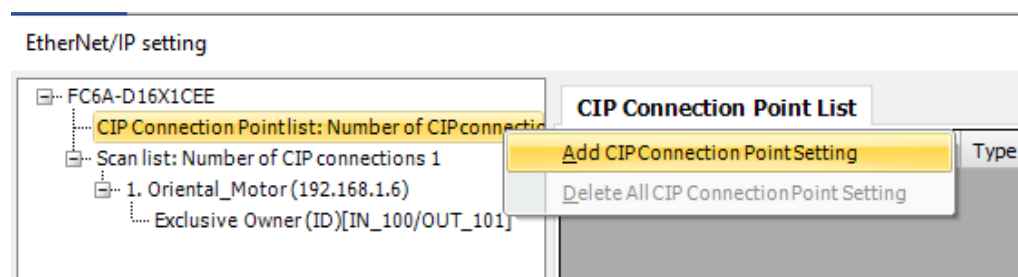 EtherNet/IP setting
FC6A-D16X1CEE
CIP Connection Point list: Number of CIP connectio
Scan list: Number of CIP connections 1
1. Oriental_Motor (192.168.1.6)
Exclusive Owner (ID)[IN_100/OUT_101]
CIP Connection Point List
Type
Add CIP Connection Point Setting
Delete All CIP Connection Point Setting